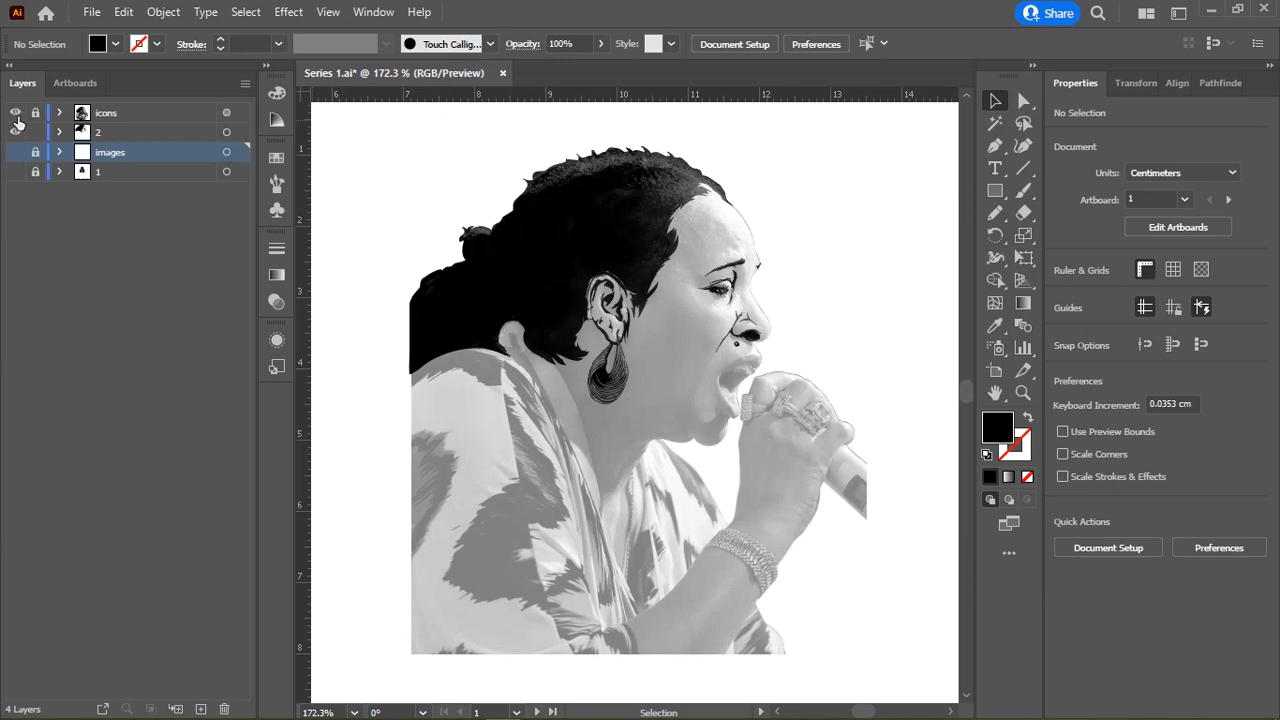 Ai File Edit Object Type Select Effect View Window Help Share
No Selection Stroke: Touch Callig... Opacity: 100% Style: Document Setup Preferences
Layers Artboards
Series 1.ai* @ 172.3 % (RGB/Preview) ×
Properties Transform Align Pathfinde
6 7 8 9 10 11 12 13 14
icons
2
images
1
1
2
3
4
5
6
7
8
No Selection
Document
Units: Centimeters
Artboard: 1
Edit Artboards
Ruler & Grids
Guides
Snap Options
Preferences
Keyboard Increment: 0.0353 cm
Use Preview Bounds
Scale Corners
Scale Strokes & Effects
Quick Actions
Document Setup Preferences
4 Layers
172.3% 0° 1 Selection